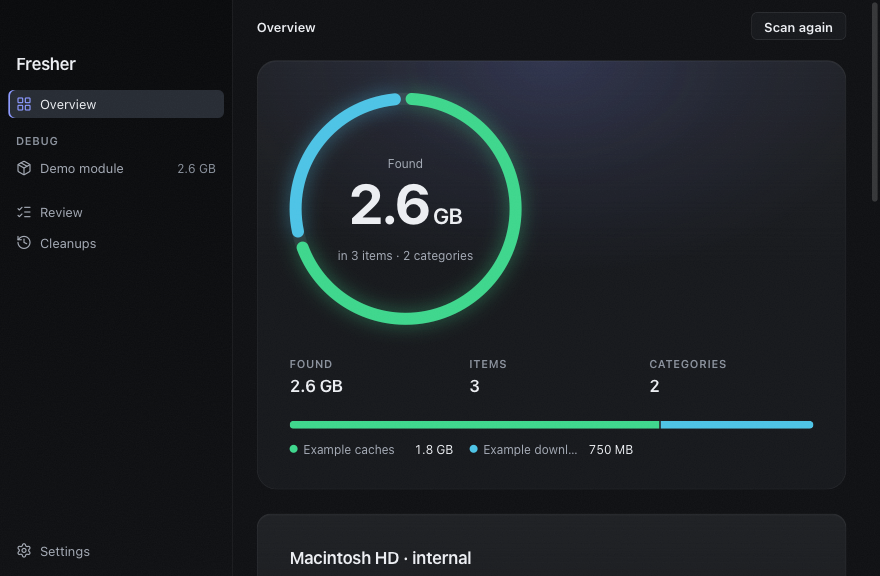 Fresher
Overview
DEBUG
Demo module 2.6 GB
Review
Cleanups
Settings
Overview
Scan again
Found
2.6 GB
in 3 items · 2 categories
FOUND ITEMS CATEGORIES
2.6 GB 3 2
Example caches 1.8 GB Example downl… 750 MB
Macintosh HD · internal